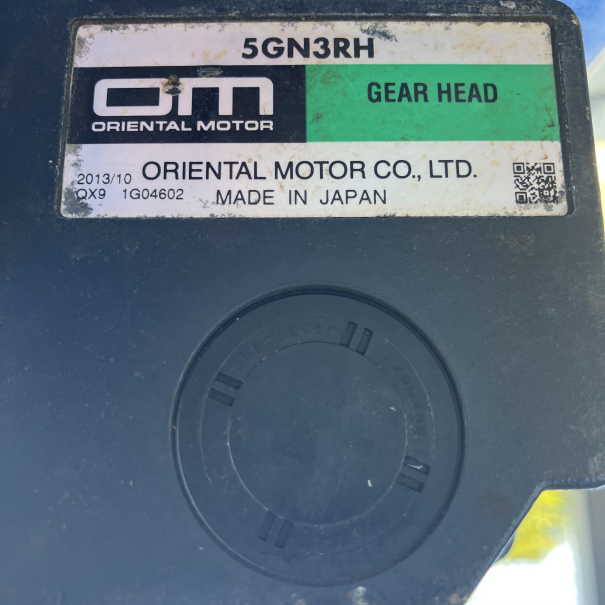 5GN3RH
OM
ORIENTAL MOTOR
GEAR HEAD
2013/10 ORIENTAL MOTOR CO., LTD.
QX9 1G04602 MADE IN JAPAN